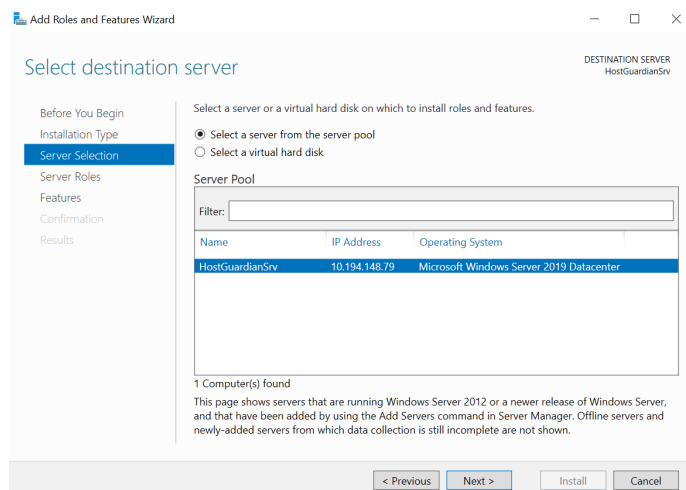 Add Roles and Features Wizard
Select destination server
DESTINATION SERVER
HostGuardianSrv
Before You Begin
Installation Type
Server Selection
Server Roles
Features
Confirmation
Results
Select a server or a virtual hard disk on which to install roles and features.
Select a server from the server pool
Select a virtual hard disk
Server Pool
Filter:
Name IP Address Operating System
HostGuardianSrv 10.194.148.79 Microsoft Windows Server 2019 Datacenter
1 Computer(s) found
This page shows servers that are running Windows Server 2012 or a newer release of Windows Server,
and that have been added by using the Add Servers command in Server Manager. Offline servers and
newly-added servers from which data collection is still incomplete are not shown.
< Previous Next > Install Cancel